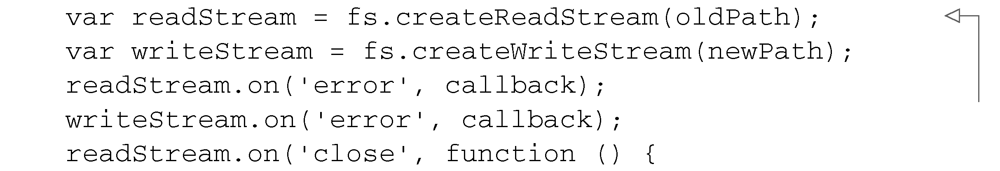 var readStream = fs.createReadStream(oldPath);
var writeStream = fs.createWriteStream(newPath);
readStream.on('error', callback);
writeStream.on('error', callback);
readStream.on('close', function () {